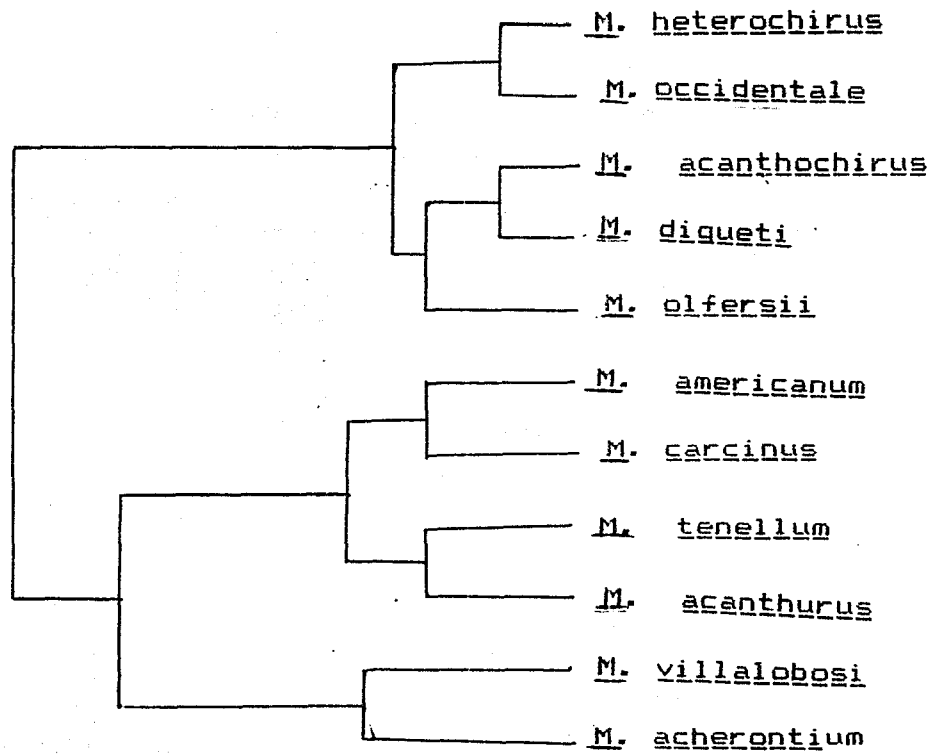 M. heterochirus
M. occidentale
M. acanthochirus
M. digueti
M. olfersii
M. americanum
M. carcinus
M. tenellum
M. acanthurus
M. villalobosi
M. acherontium